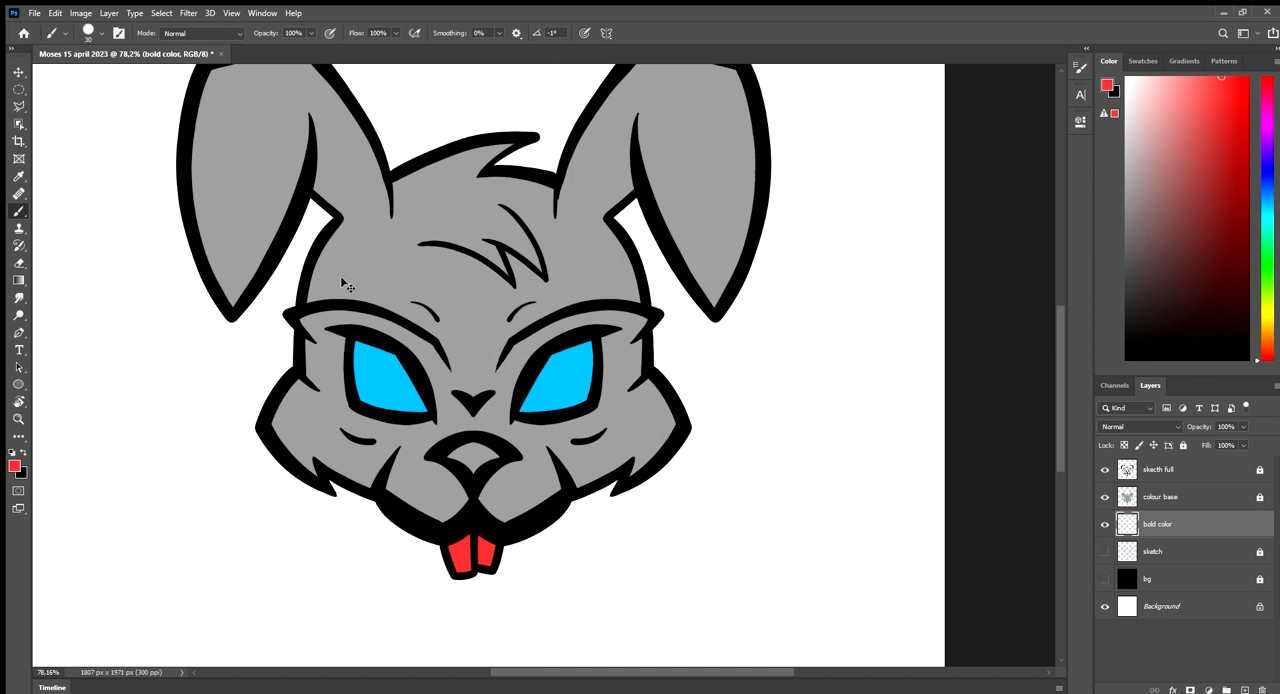 Ps File Edit Image Layer Type Select Filter 3D View Window Help
30 Mode: Normal Opacity: 100% Flow: 100% Smoothing: 0% -1°
Moses 15 april 2023 @ 78,2% (bold color, RGB/8) * ×
Color Swatches Gradients Patterns
A
T
Channels Layers
Kind
Normal Opacity: 100%
Lock: Fill: 100%
skecth full
colour base
bold color
sketch
bg
Background
78,16% 1807 px x 1971 px (300 ppi)
Timeline
fx